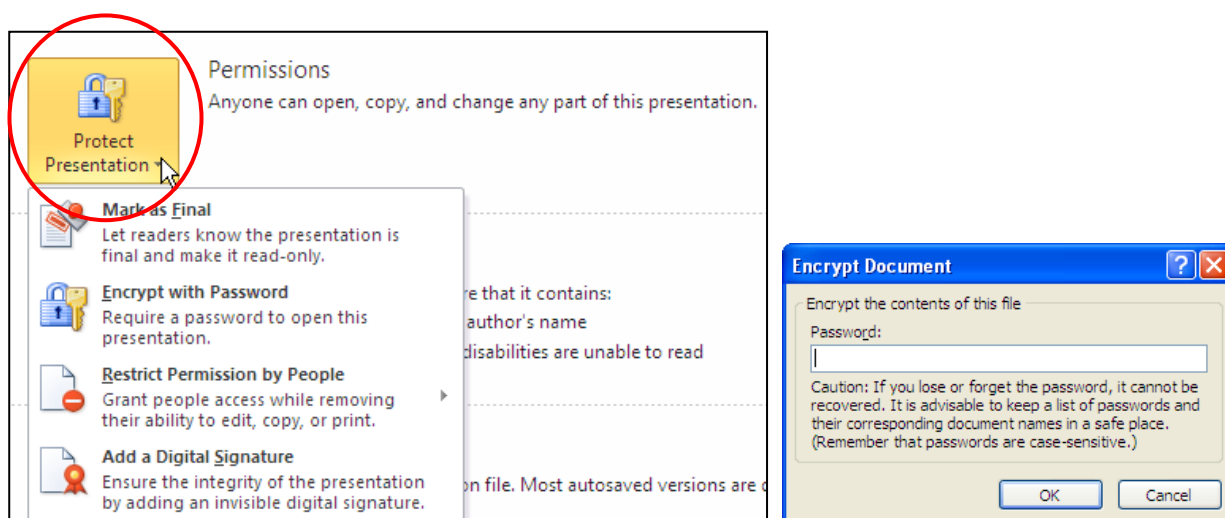 Permissions
Anyone can open, copy, and change any part of this presentation.
Protect
Presentation
Mark as Final
Let readers know the presentation is
final and make it read-only.
Encrypt with Password
Require a password to open this
presentation.
Restrict Permission by People
Grant people access while removing
their ability to edit, copy, or print.
Add a Digital Signature
Ensure the integrity of the presentation
by adding an invisible digital signature.
re that it contains:
author's name
disabilities are unable to read
on file. Most autosaved versions are
Encrypt Document
Encrypt the contents of this file
Password:
Caution: If you lose or forget the password, it cannot be
recovered. It is advisable to keep a list of passwords and
their corresponding document names in a safe place.
(Remember that passwords are case-sensitive.)
OK
Cancel